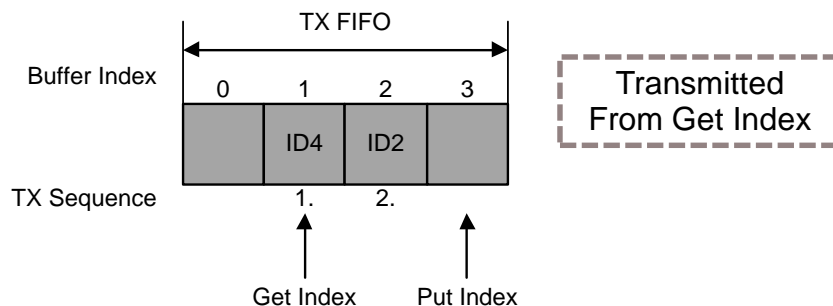 TX FIFO
Buffer Index
0 1 2 3
ID4 ID2
TX Sequence
1. 2.
Get Index Put Index
Transmitted
From Get Index